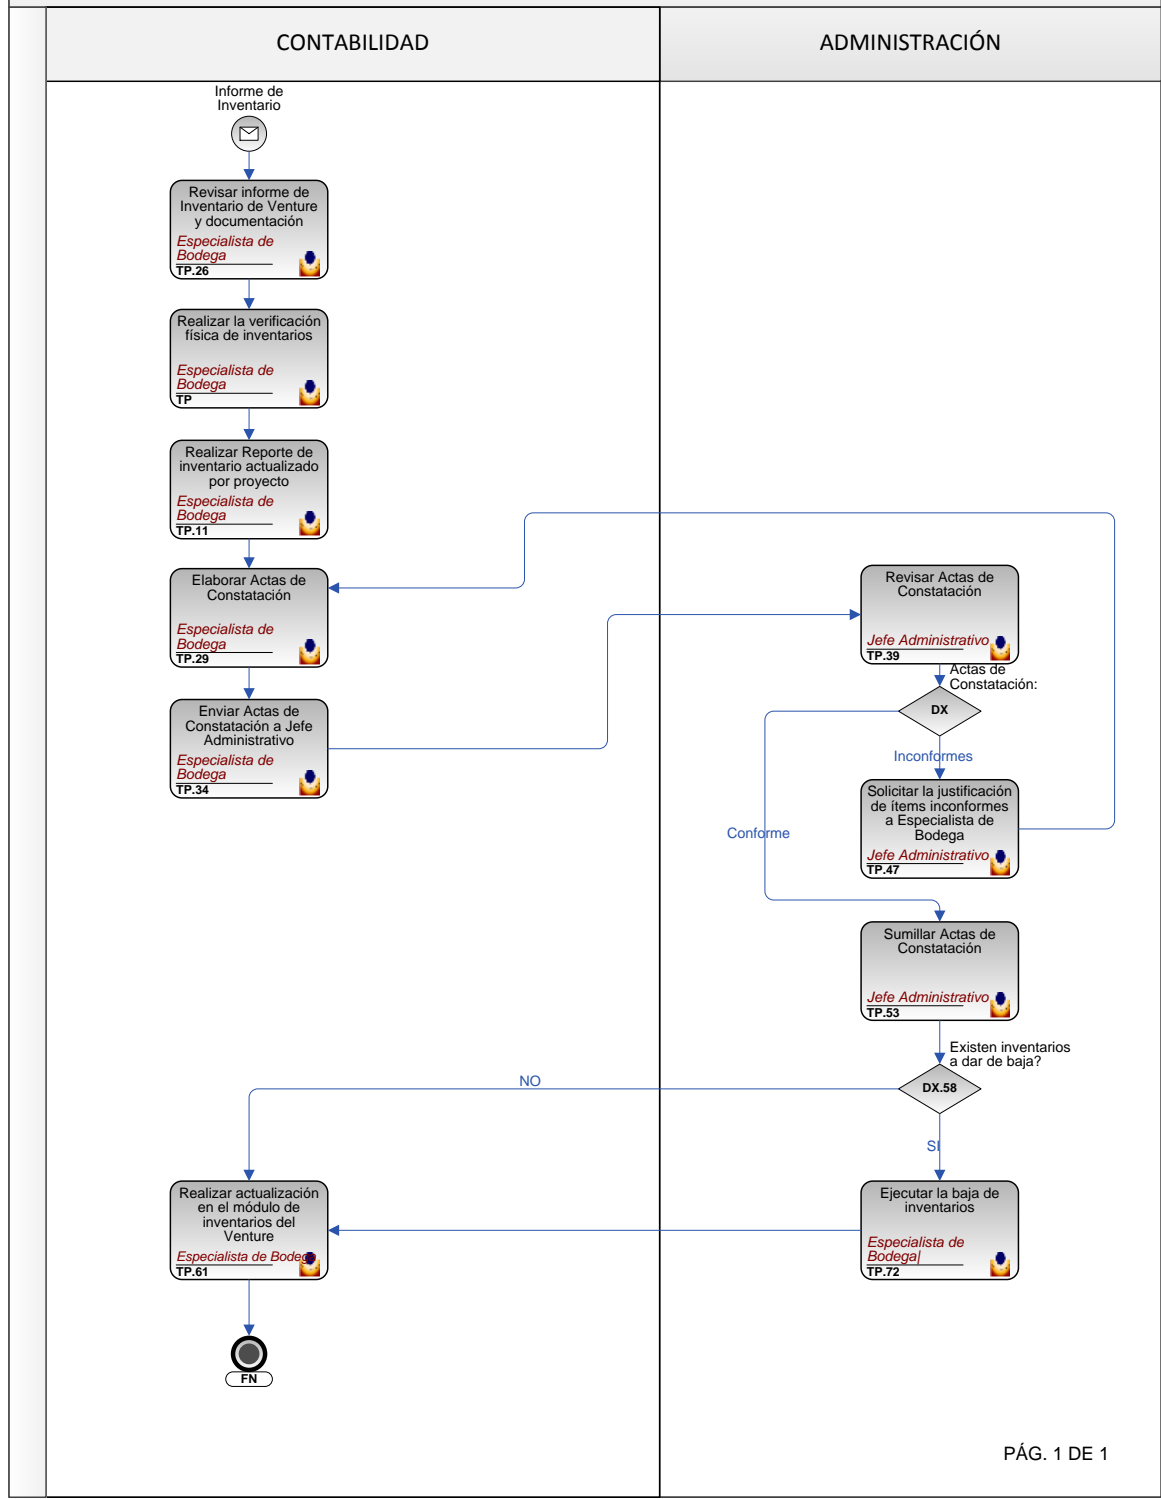 CONTABILIDAD
ADMINISTRACIÓN
Informe de
Inventario
Revisar informe de
Inventario de Venture
y documentación
Especialista de
Bodega
TP.26
Realizar la verificación
física de inventarios
Especialista de
Bodega
TP
Realizar Reporte de
inventario actualizado
por proyecto
Especialista de
Bodega
TP.11
Elaborar Actas de
Constatación
Especialista de
Bodega
TP.29
Enviar Actas de
Constatación a Jefe
Administrativo
Especialista de
Bodega
TP.34
Revisar Actas de
Constatación
Jefe Administrativo
TP.39
Actas de
Constatación:
DX
Inconformes
Conforme
Solicitar la justificación
de ítems inconformes
a Especialista de
Bodega
Jefe Administrativo
TP.47
Sumillar Actas de
Constatación
Jefe Administrativo
TP.53
Existen inventarios
a dar de baja?
DX.58
NO
SI
Realizar actualización
en el módulo de
inventarios del
Venture
Especialista de Bodega
TP.61
Ejecutar la baja de
inventarios
Especialista de
Bodega|
TP.72
FN
PÁG. 1 DE 1